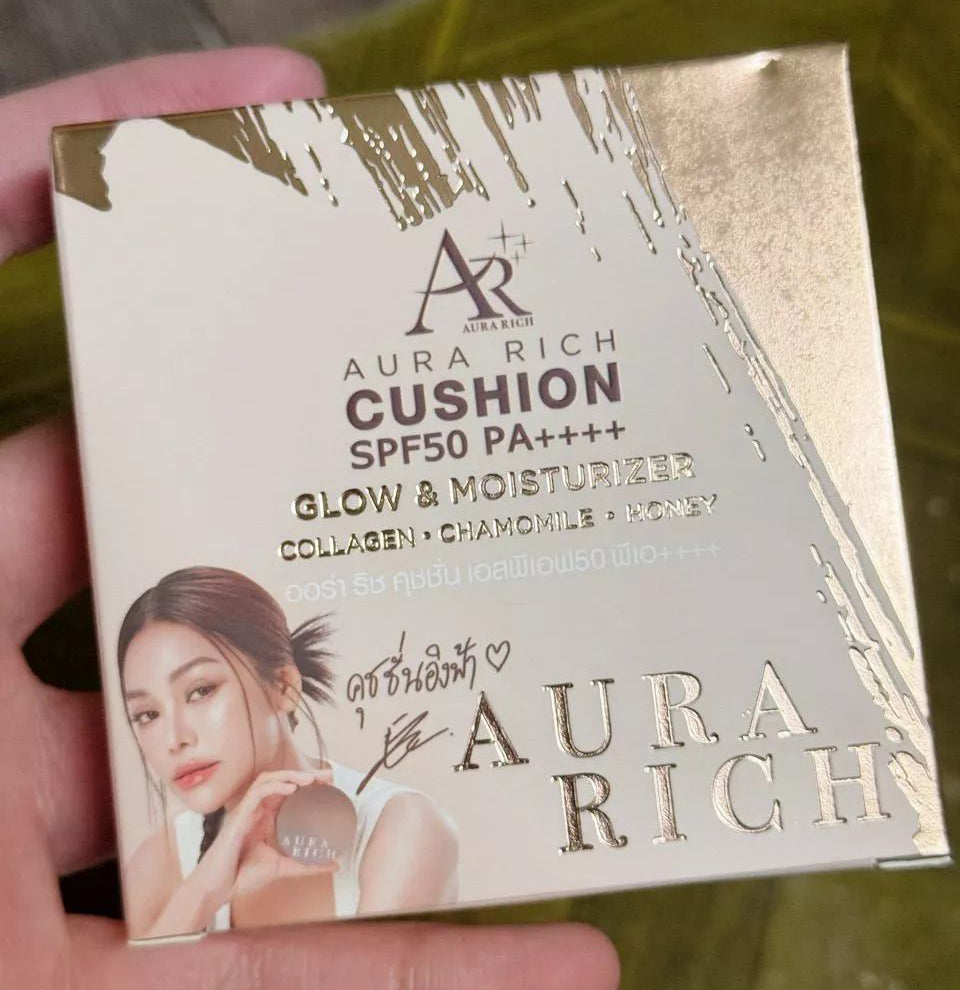 AR
AURA RICH
AURA RICH
CUSHION
SPF50 PA++++
GLOW & MOISTURIZER
COLLAGEN • CHAMOMILE • HONEY
ออร่า ริช คุชชั่น เอสพีเอฟ50 พีเอ++++
คุชชั่นอิงฟ้า♡
AURA
RICH
AURA
RICH